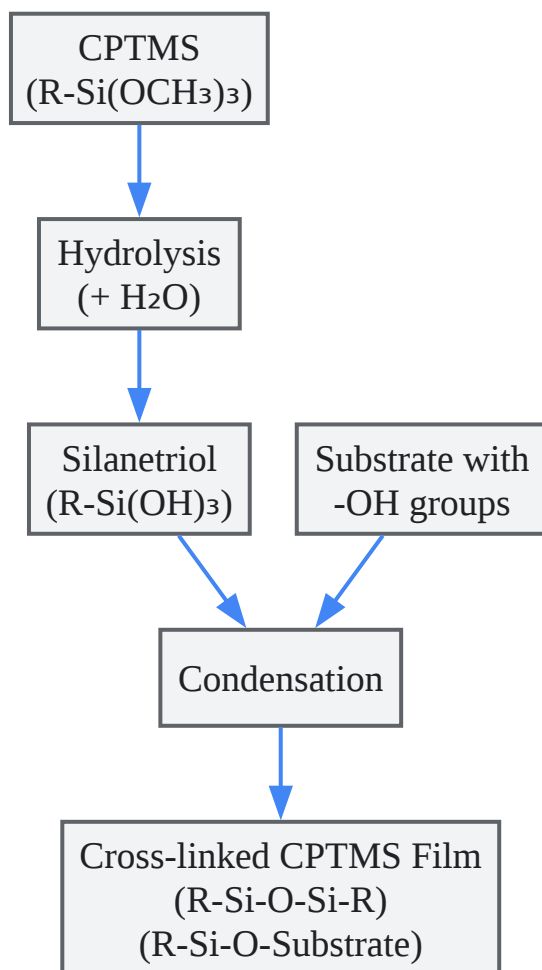 CPTMS
(R-Si(OCH₃)₃)
Hydrolysis
(+ H₂O)
Silanetriol
(R-Si(OH)₃)
Substrate with
-OH groups
Condensation
Cross-linked CPTMS Film
(R-Si-O-Si-R)
(R-Si-O-Substrate)